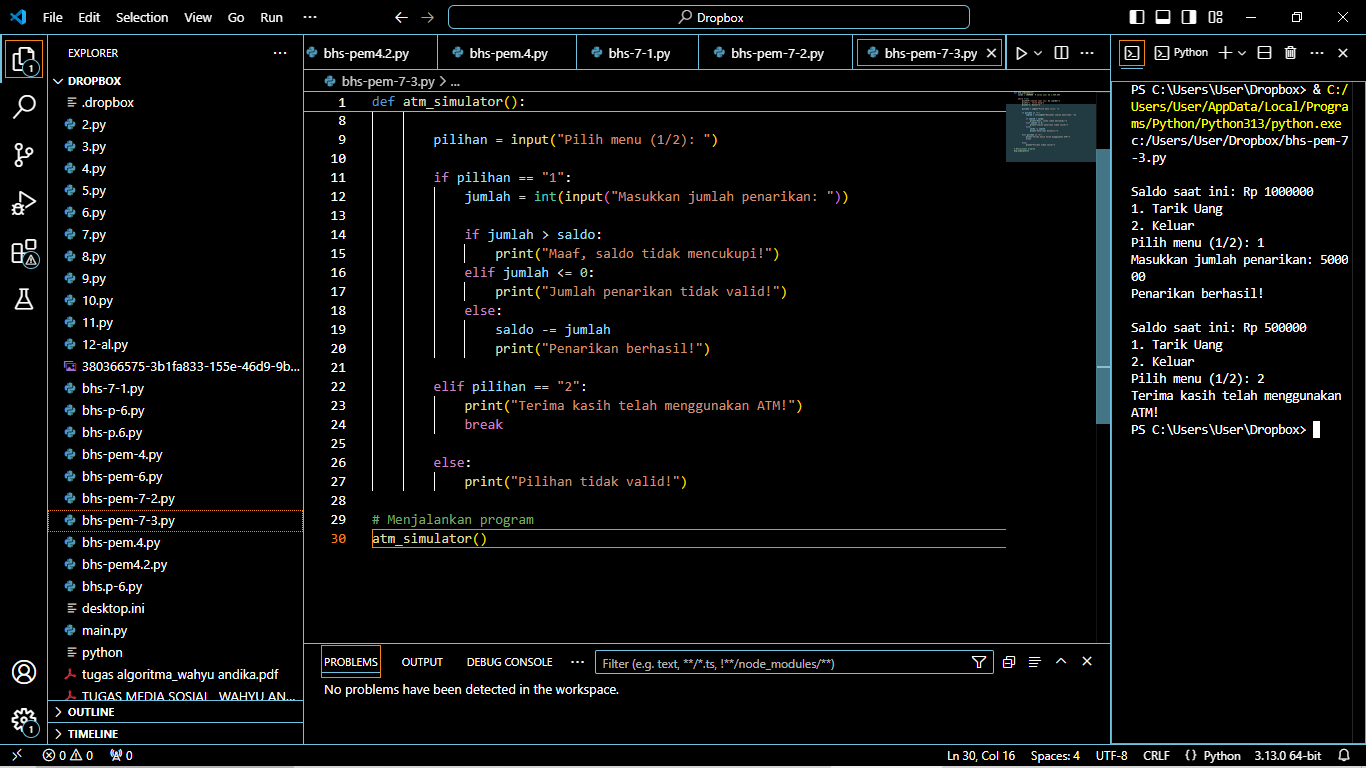 File Edit Selection View Go Run ···
Dropbox
EXPLORER ···
DROPBOX
.dropbox
2.py
3.py
4.py
5.py
6.py
7.py
8.py
9.py
10.py
11.py
12-al.py
380366575-3b1fa833-155e-46d9-9b...
bhs-7-1.py
bhs-p-6.py
bhs-p.6.py
bhs-pem-4.py
bhs-pem-6.py
bhs-pem-7-2.py
bhs-pem-7-3.py
bhs-pem.4.py
bhs-pem4.2.py
bhs.p-6.py
desktop.ini
main.py
python
tugas algoritma_wahyu andika.pdf
TUGAS MEDIA SOSIAL_ WAHYU AN...
OUTLINE
TIMELINE
bhs-pem4.2.py bhs-pem.4.py bhs-7-1.py bhs-pem-7-2.py bhs-pem-7-3.py
bhs-pem-7-3.py > ...
1 def atm_simulator():
8
9 pilihan = input("Pilih menu (1/2): ")
10
11 if pilihan == "1":
12 jumlah = int(input("Masukkan jumlah penarikan: "))
13
14 if jumlah > saldo:
15 print("Maaf, saldo tidak mencukupi!")
16 elif jumlah <= 0:
17 print("Jumlah penarikan tidak valid!")
18 else:
19 saldo -= jumlah
20 print("Penarikan berhasil!")
21
22 elif pilihan == "2":
23 print("Terima kasih telah menggunakan ATM!")
24 break
25
26 else:
27 print("Pilihan tidak valid!")
28
29 # Menjalankan program
30 atm_simulator()
PROBLEMS OUTPUT DEBUG CONSOLE ···
Filter (e.g. text, **/*.ts, !**/node_modules/**)
No problems have been detected in the workspace.
Python
PS C:\Users\User\Dropbox> & C:/
Users/User/AppData/Local/Progra
ms/Python/Python313/python.exe
c:/Users/User/Dropbox/bhs-pem-7
-3.py
Saldo saat ini: Rp 1000000
1. Tarik Uang
2. Keluar
Pilih menu (1/2): 1
Masukkan jumlah penarikan: 5000
00
Penarikan berhasil!
Saldo saat ini: Rp 500000
1. Tarik Uang
2. Keluar
Pilih menu (1/2): 2
Terima kasih telah menggunakan
ATM!
PS C:\Users\User\Dropbox>
1
1
0 0 0
Ln 30, Col 16 Spaces: 4 UTF-8 CRLF Python 3.13.0 64-bit